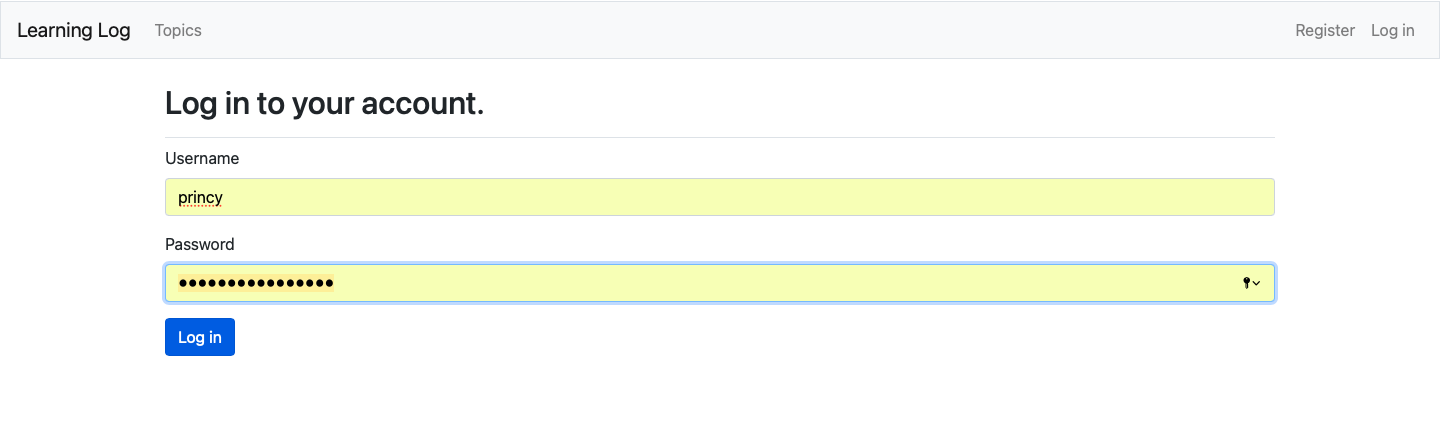 Learning Log Topics Register Log in
Log in to your account.
Username
princy
Password
••••••••••••••••
Log in